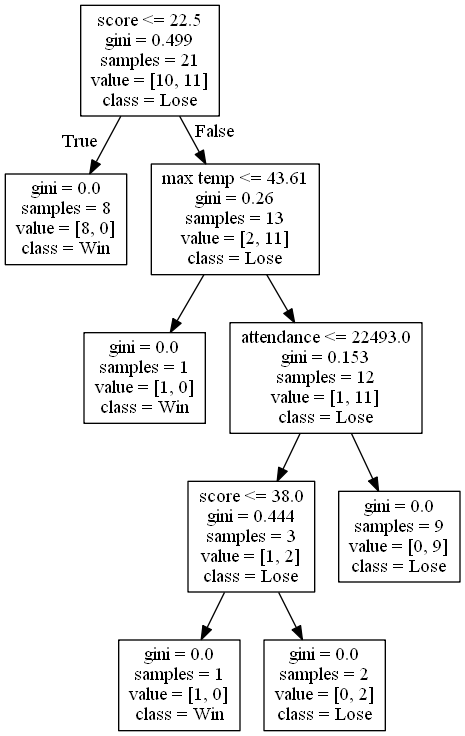 score <= 22.5
gini = 0.499
samples = 21
value = [10, 11]
class = Lose
True
False
gini = 0.0
samples = 8
value = [8, 0]
class = Win
max temp <= 43.61
gini = 0.26
samples = 13
value = [2, 11]
class = Lose
gini = 0.0
samples = 1
value = [1, 0]
class = Win
attendance <= 22493.0
gini = 0.153
samples = 12
value = [1, 11]
class = Lose
score <= 38.0
gini = 0.444
samples = 3
value = [1, 2]
class = Lose
gini = 0.0
samples = 9
value = [0, 9]
class = Lose
gini = 0.0
samples = 1
value = [1, 0]
class = Win
gini = 0.0
samples = 2
value = [0, 2]
class = Lose